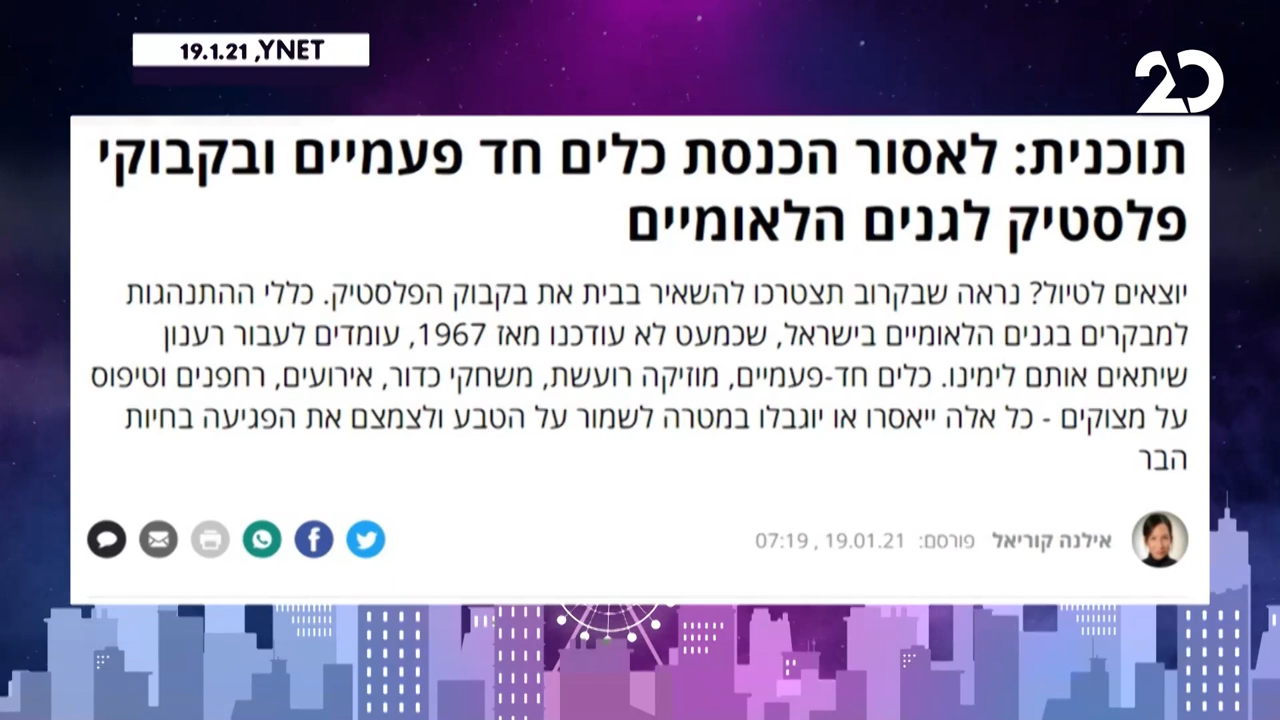 YNET, 19.1.21
20
תוכנית: לאסור הכנסת כלים חד פעמיים ובקבוקי
פלסטיק לגנים הלאומיים
יוצאים לטיול? נראה שבקרוב תצטרכו להשאיר בבית את בקבוק הפלסטיק. כללי ההתנהגות
למבקרים בגנים הלאומיים בישראל, שכמעט לא עודכנו מאז 1967, עומדים לעבור רענון
שיתאים אותם לימינו. כלים חד-פעמיים, מוזיקה רועשת, משחקי כדור, אירועים, רחפנים וטיפוס
על מצוקים - כל אלה ייאסרו או יוגבלו במטרה לשמור על הטבע ולצמצם את הפגיעה בחיות
הבר
אילנה קוריאל פורסם: 19.01.21 , 07:19